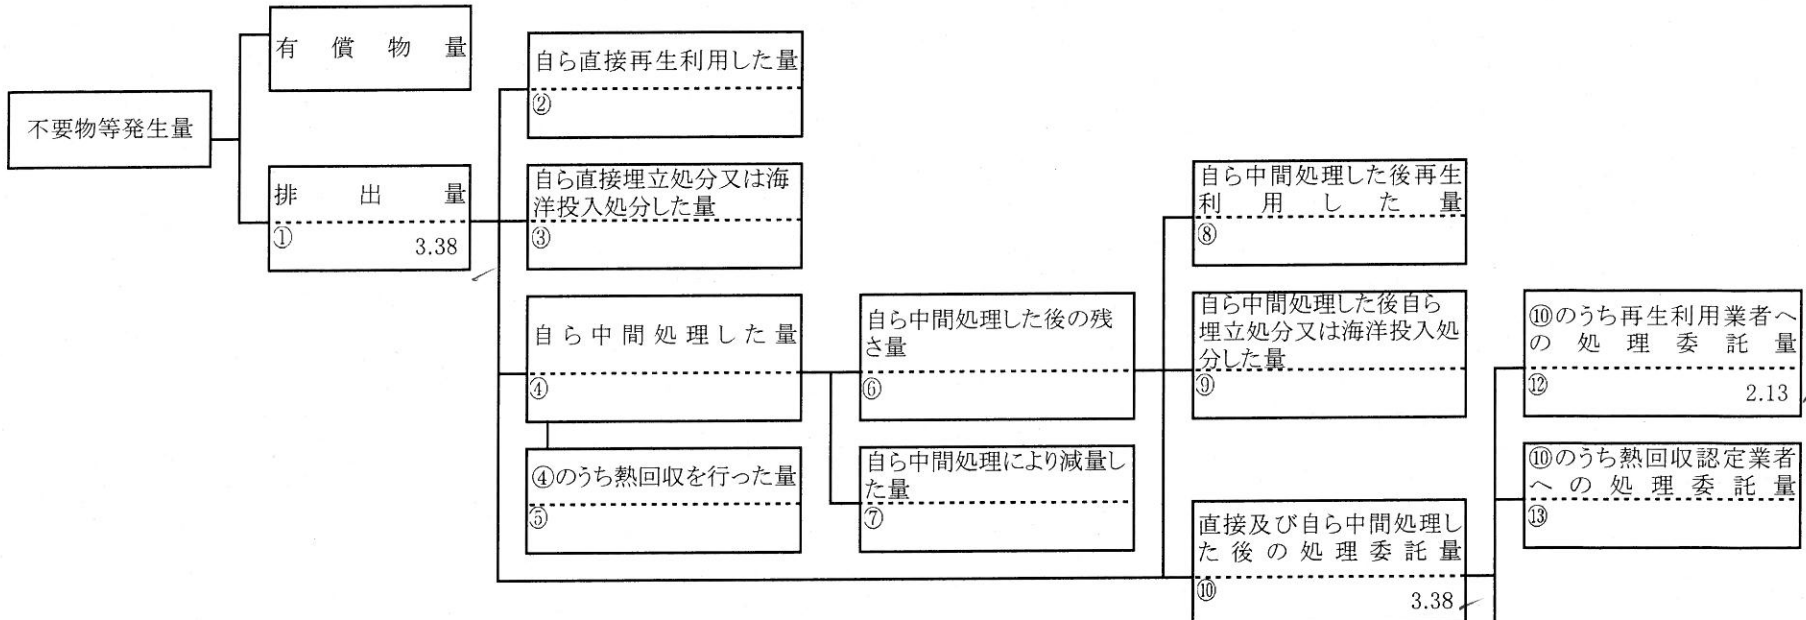 不要物等発生量
有償物量
排出量
①
3.38
自ら直接再生利用した量
②
自ら直接埋立処分又は海
洋投入処分した量
③
自ら中間処理した量
④
④のうち熱回収を行った量
⑤
自ら中間処理した後の残
さ量
⑥
自ら中間処理により減量し
た量
⑦
自ら中間処理した後再生
利用した量
⑧
自ら中間処理した後自ら
埋立処分又は海洋投入処
分した量
⑨
直接及び自ら中間処理し
た後の処理委託量
⑩
3.38
⑩のうち再生利用業者へ
の処理委託量
⑫
2.13
⑩のうち熱回収認定業者
への処理委託量
⑬